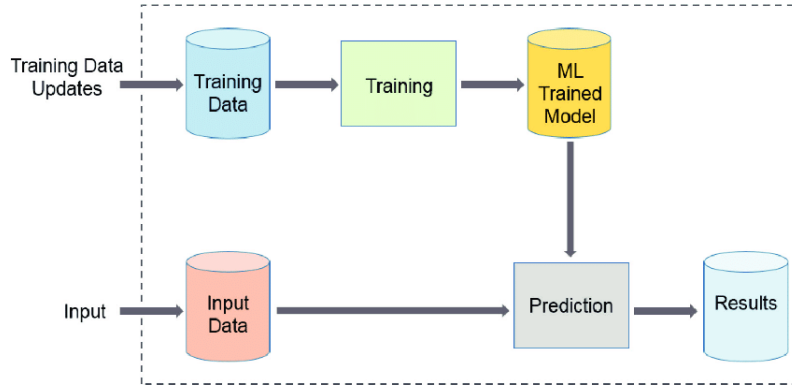 Training Data
Updates
Training
Data
Training
ML
Trained
Model
Input
Input
Data
Prediction
Results